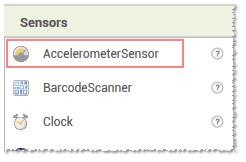 Sensors
AccelerometerSensor
?
BarcodeScanner
?
Clock
?